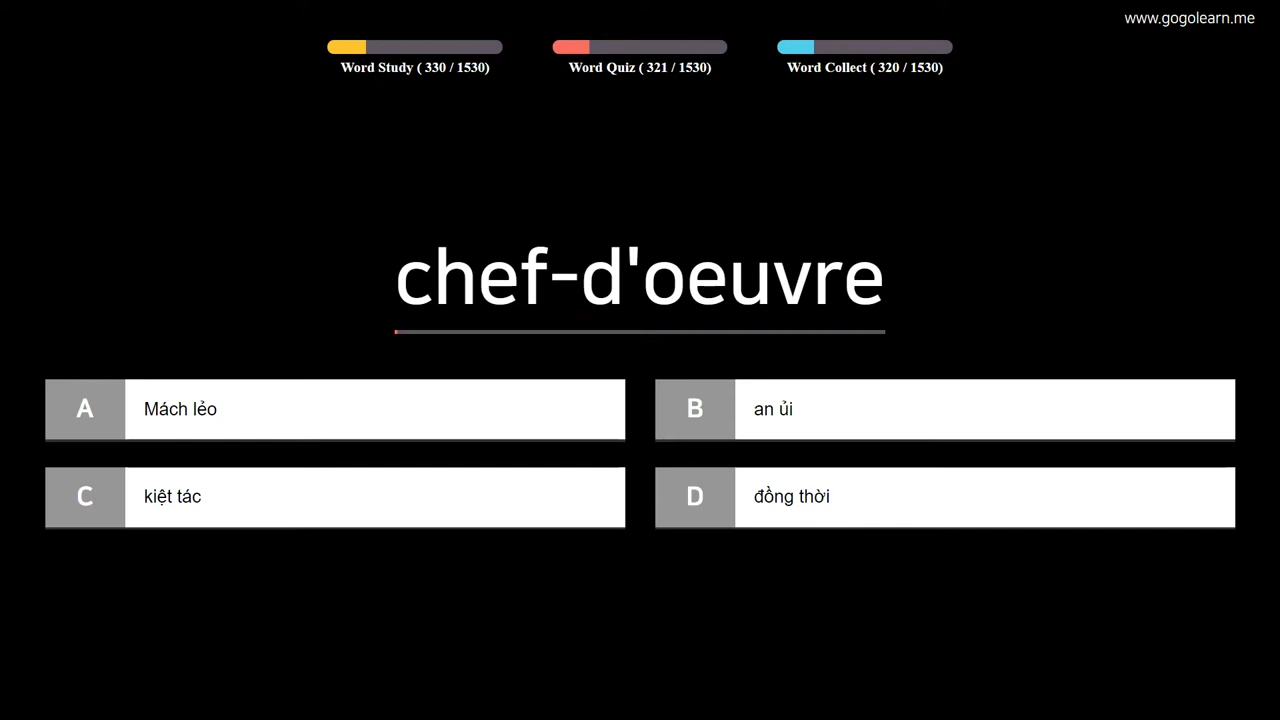 www.gogolearn.me
Word Study ( 330 / 1530)
Word Quiz ( 321 / 1530)
Word Collect ( 320 / 1530)
chef-d'oeuvre
A Mách lẻo
B an ủi
C kiệt tác
D đồng thời